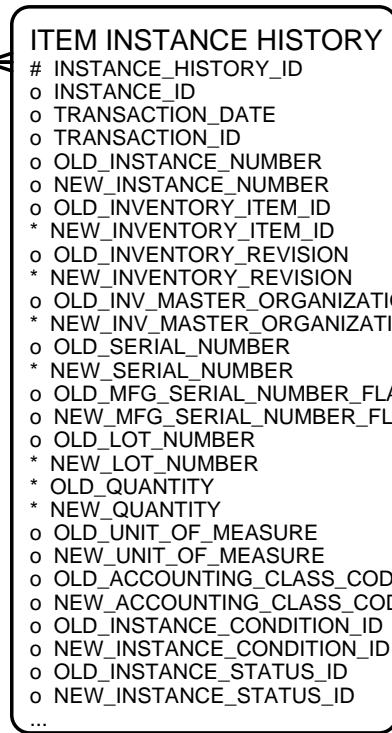 ITEM INSTANCE HISTORY
# INSTANCE_HISTORY_ID
o INSTANCE_ID
o TRANSACTION_DATE
o TRANSACTION_ID
o OLD_INSTANCE_NUMBER
o NEW_INSTANCE_NUMBER
o OLD_INVENTORY_ITEM_ID
* NEW_INVENTORY_ITEM_ID
o OLD_INVENTORY_REVISION
* NEW_INVENTORY_REVISION
o OLD_INV_MASTER_ORGANIZATI
* NEW_INV_MASTER_ORGANIZATI
o OLD_SERIAL_NUMBER
* NEW_SERIAL_NUMBER
o OLD_MFG_SERIAL_NUMBER_FLA
o NEW_MFG_SERIAL_NUMBER_FL
o OLD_LOT_NUMBER
* NEW_LOT_NUMBER
* OLD_QUANTITY
* NEW_QUANTITY
o OLD_UNIT_OF_MEASURE
o NEW_UNIT_OF_MEASURE
o OLD_ACCOUNTING_CLASS_COD
o NEW_ACCOUNTING_CLASS_COD
o OLD_INSTANCE_CONDITION_ID
o NEW_INSTANCE_CONDITION_ID
o OLD_INSTANCE_STATUS_ID
o NEW_INSTANCE_STATUS_ID
...